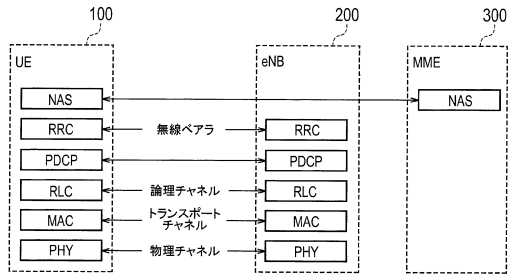 100
200
300
UE
eNB
MME
NAS
NAS
RRC
無線ベアラ
RRC
PDCP
PDCP
RLC
論理チャネル
RLC
MAC
トランスポート
チャネル
MAC
PHY
物理チャネル
PHY